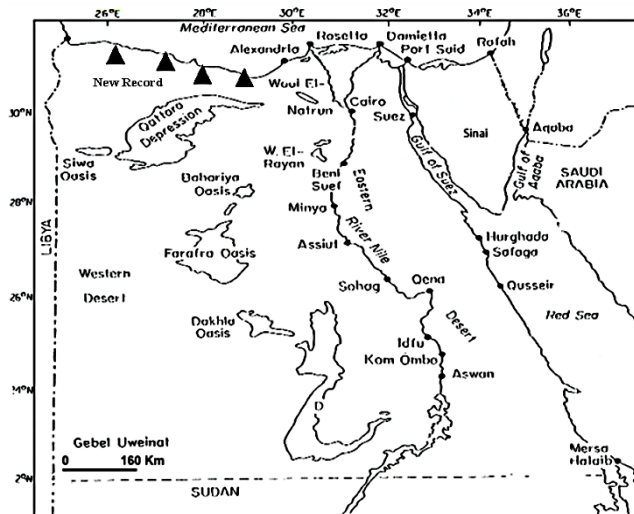 26°E
28°E
30°E
32°E
34°E
36°E
Mediterranean Sea
Rosetta
Damietta
Alexandria
Port Said
Rafah
New Record
Wadi El-
Natrun
30°N
Cairo
Suez
Sinai
Aqaba
Qattara
Depression
W. El-
Rayan
Siwa
Oasis
Bahariya
Oasis
Beni
Suef
Eastern
Gulf of Suez
Gulf of
Aqaba
SAUDI
ARABIA
28°N
LIBYA
Minya
River Nile
Hurghada
Safaga
Farafra Oasis
Assiut
Western
Desert
Sohag
Qena
Qusseir
26°N
Red Sea
Dakhla
Oasis
Desert
Idfu
Kom Ombo
Aswan
24°N
D
Gebel Uweinat
0 160 Km
Mersa
Halaib
SUDAN